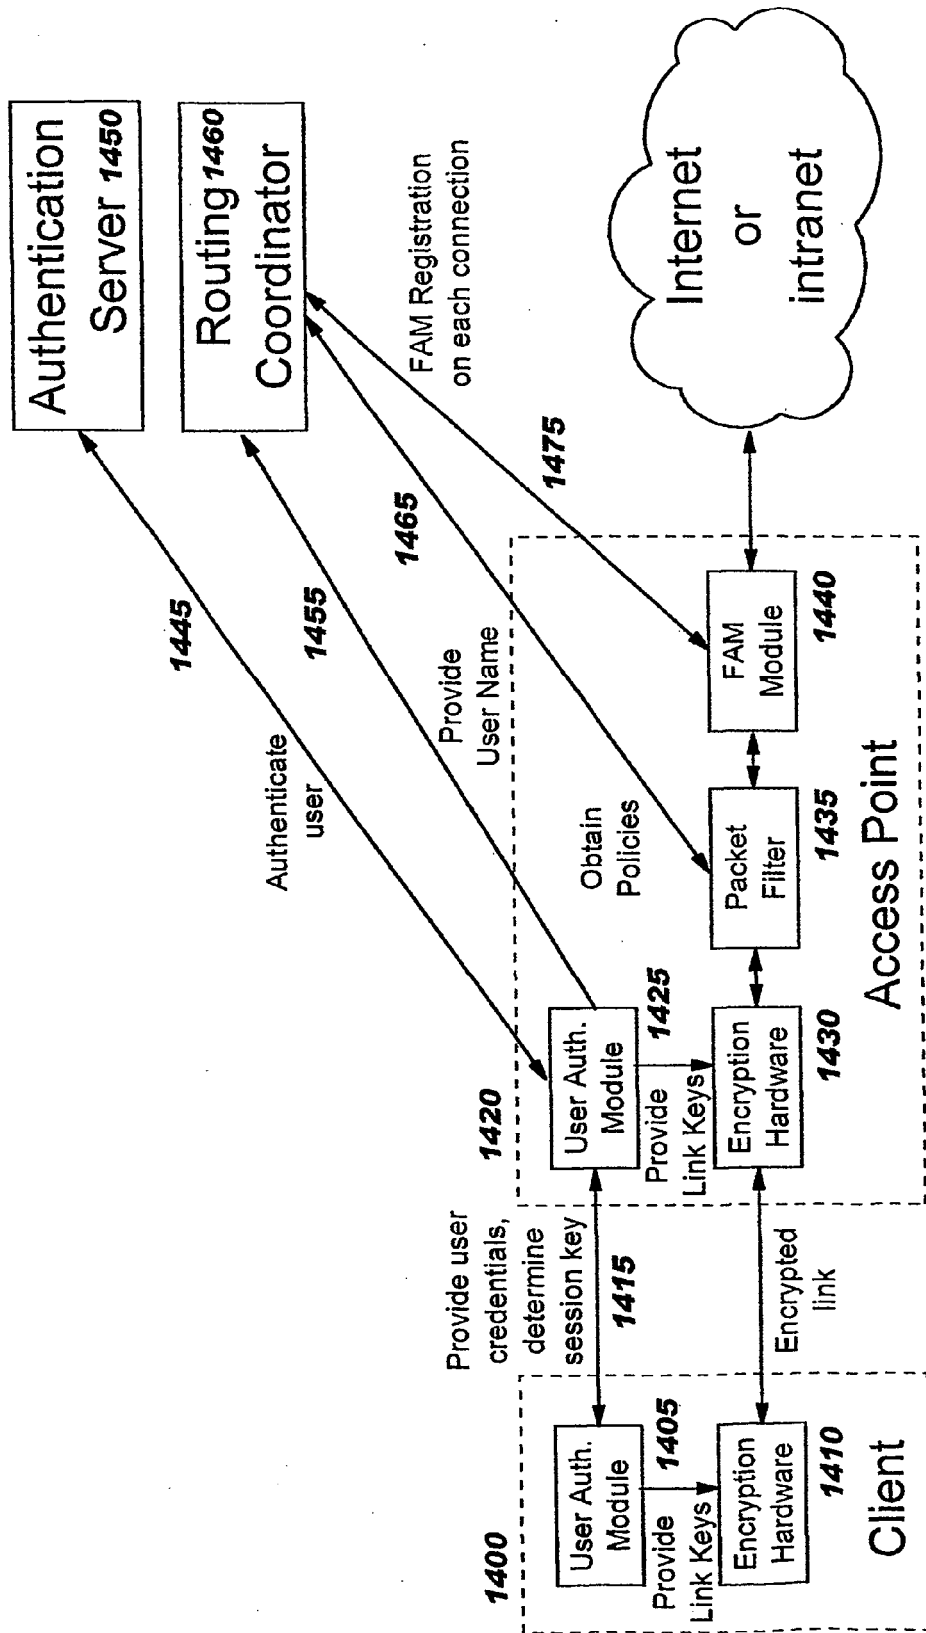 Authentication
Server 1450
Routing 1460
Coordinator
FAM Registration
on each connection
1445
1455
1465
1475
Authenticate
user
Provide
User Name
Obtain
Policies
Internet
or
intranet
1420
User Auth.
Module
1425
Provide
Link Keys
Encryption
Hardware
1430
Packet
Filter
1435
FAM
Module
1440
Access Point
Provide user
credentials,
determine
session key
1415
Encrypted
link
1400
User Auth.
Module
1405
Provide
Link Keys
Encryption
Hardware
1410
Client